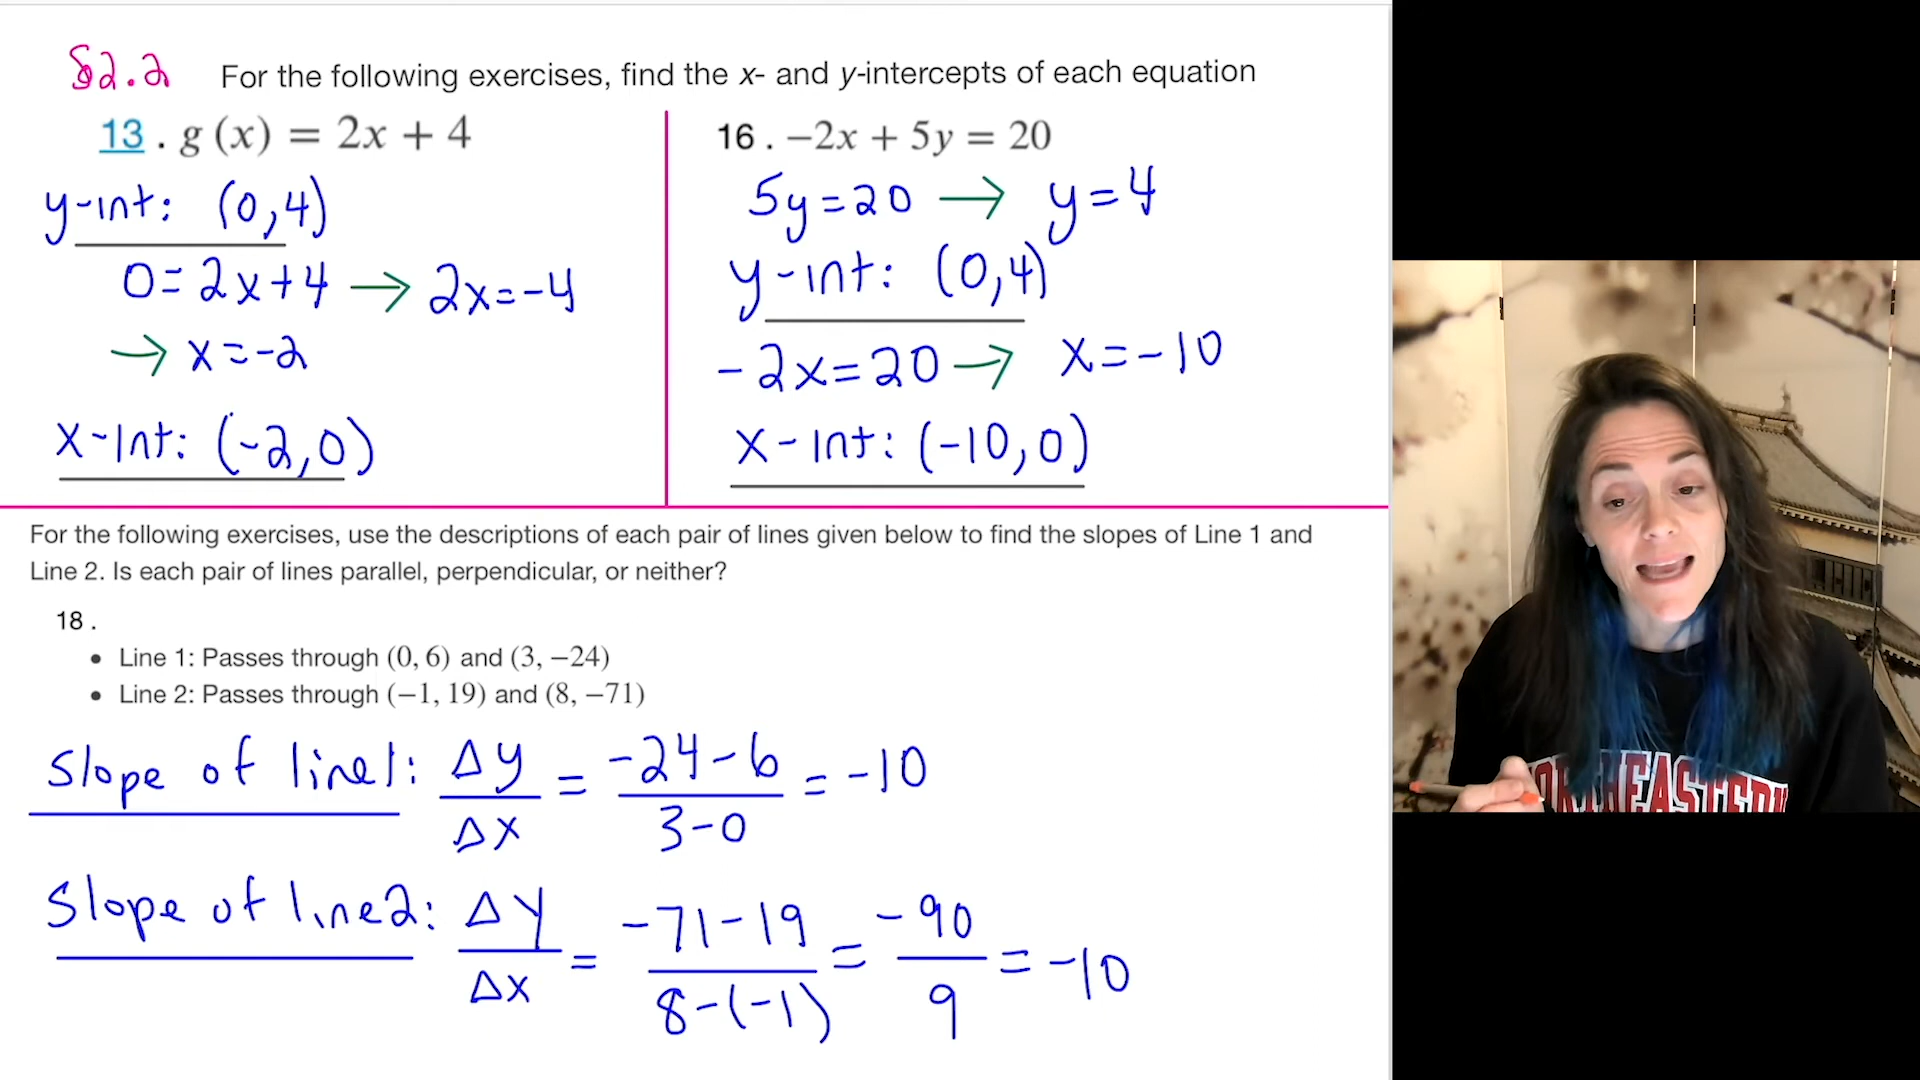 §2.2 For the following exercises, find the x- and y-intercepts of each equation
13 . g (x) = 2x + 4
y-int: (0,4)
0=2x+4 → 2x=-4
→ x=-2
x-int: (-2,0)
16 . −2x + 5y = 20
5y=20 → y=4
y-int: (0,4)
-2x=20 → x=-10
x-int: (-10,0)
For the following exercises, use the descriptions of each pair of lines given below to find the slopes of Line 1 and
Line 2. Is each pair of lines parallel, perpendicular, or neither?
18 .
• Line 1: Passes through (0, 6) and (3, −24)
• Line 2: Passes through (−1, 19) and (8, −71)
Slope of line1: Δy/Δx = -24-6/3-0 = -10
Slope of line2: Δy/Δx = -71-19/8-(-1) = -90/9 = -10
NORTHEASTERN